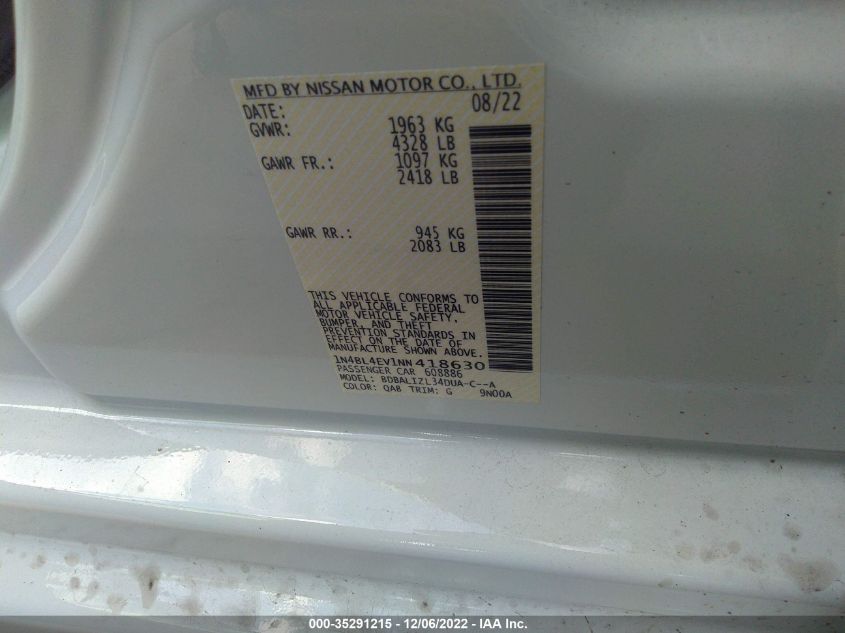 MFD BY NISSAN MOTOR CO., LTD.
DATE: 08/22
GVWR: 1963 KG
4328 LB
GAWR FR.: 1097 KG
2418 LB
GAWR RR.: 945 KG
2083 LB
THIS VEHICLE CONFORMS TO
ALL APPLICABLE FEDERAL
MOTOR VEHICLE SAFETY,
BUMPER, AND THEFT
PREVENTION STANDARDS IN
EFFECT ON THE DATE OF
MANUFACTURE SHOWN ABOVE.
1N4BL4EV1NN418630
PASSENGER CAR 608886
MODEL: BDBALIZL34DUA-C--A
COLOR: QAB TRIM: G 9N00A
000-35291215 - 12/06/2022 - IAA Inc.